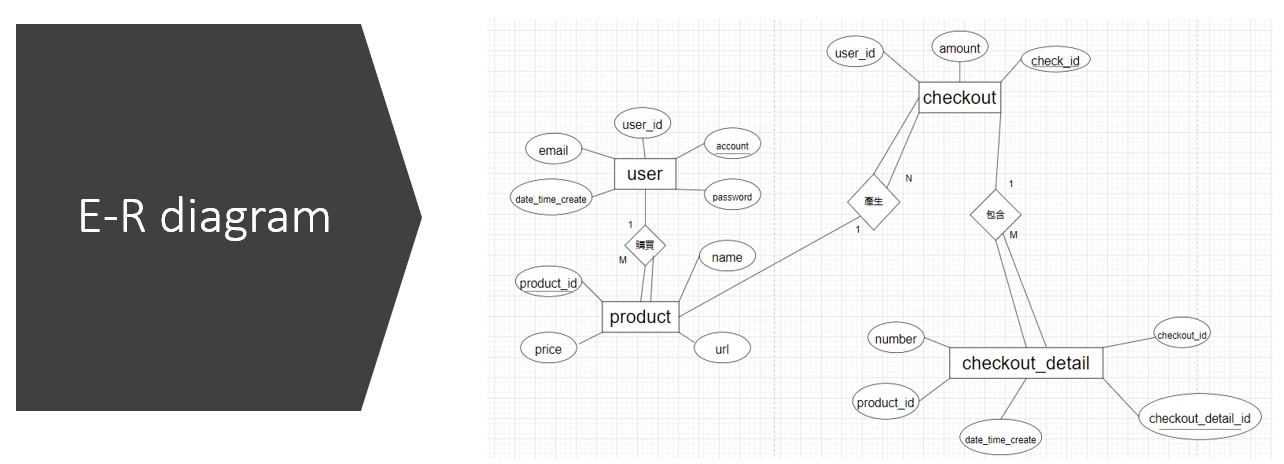 E-R diagram
user_id
amount
check_id
checkout
user_id
email
account
user
date_time_create
password
N
產生
1
1
包含
M
1
購買
M
name
product_id
product
price
url
number
checkout_id
checkout_detail
product_id
checkout_detail_id
date_time_create